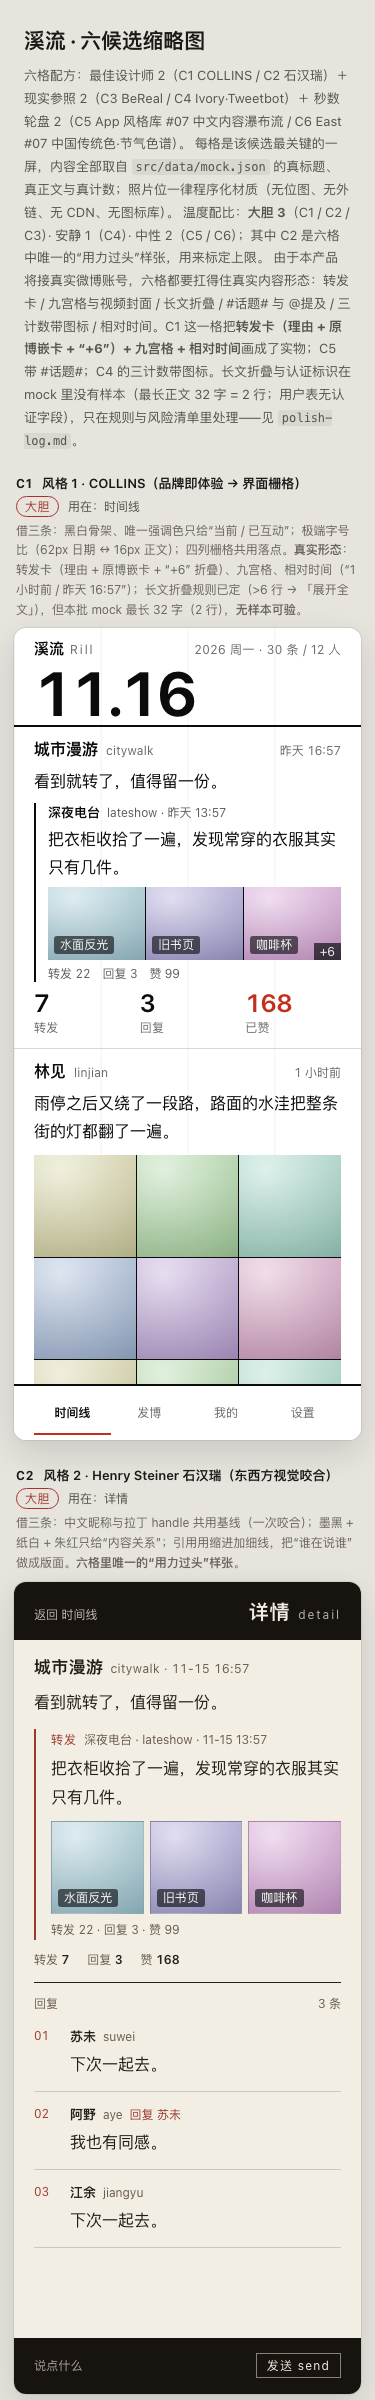 溪流 · 六候选缩略图
六格配方：最佳设计师 2（C1 COLLINS / C2 石汉瑞）＋
现实参照 2（C3 BeReal / C4 Ivory·Tweetbot）＋ 秒数
轮盘 2（C5 App 风格库 #07 中文内容瀑布流 / C6 East
#07 中国传统色·节气色谱）。 每格是该候选最关键的一
屏，内容全部取自 src/data/mock.json 的真标题、
真正文与真计数；照片位一律程序化材质（无位图、无外
链、无 CDN、无图标库）。 温度配比：大胆 3（C1 / C2 /
C3）· 安静 1（C4）· 中性 2（C5 / C6）；其中 C2 是六格
中唯一的“用力过头”样张，用来标定上限。 由于本产品
将接真实微博账号，六格都要扛得住真实内容形态：转发
卡 / 九宫格与视频封面 / 长文折叠 / #话题# 与 @提及 / 三
计数带图标 / 相对时间。C1 这一格把转发卡（理由 + 原
博嵌卡 + “+6”）+ 九宫格 + 相对时间画成了实物；C5
带 #话题#；C4 的三计数带图标。长文折叠与认证标识在
mock 里没有样本（最长正文 32 字 = 2 行；用户表无认
证字段），只在规则与风险清单里处理——见 polish-
log.md 。
C1 风格 1 · COLLINS（品牌即体验 → 界面栅格）
大胆 用在：时间线
借三条：黑白骨架、唯一强调色只给“当前 / 已互动”；极端字号
比（62px 日期 ↔ 16px 正文）；四列栅格共用落点。真实形态：
转发卡（理由 + 原博嵌卡 + “+6” 折叠）、九宫格、相对时间（“1
小时前 / 昨天 16:57”）；长文折叠规则已定（>6 行 → 「展开全
文」），但本批 mock 最长 32 字（2 行），无样本可验。
溪流 Rill 2026 周一 · 30 条 / 12 人
11.16
城市漫游 citywalk 昨天 16:57
看到就转了，值得留一份。
深夜电台 lateshow · 昨天 13:57
把衣柜收拾了一遍，发现常穿的衣服其实
只有几件。
水面反光 旧书页 咖啡杯 +6
转发 22 回复 3 赞 99
7 3 168
转发 回复 已赞
林见 linjian 1 小时前
雨停之后又绕了一段路，路面的水洼把整条
街的灯都翻了一遍。
时间线 发博 我的 设置
C2 风格 2 · Henry Steiner 石汉瑞（东西方视觉咬合）
大胆 用在：详情
借三条：中文昵称与拉丁 handle 共用基线（一次咬合）；墨黑 +
纸白 + 朱红只给“内容关系”；引用用缩进加细线，把“谁在说谁”
做成版面。六格里唯一的“用力过头”样张。
返回 时间线 详情 detail
城市漫游 citywalk · 11-15 16:57
看到就转了，值得留一份。
转发 深夜电台 · lateshow · 11-15 13:57
把衣柜收拾了一遍，发现常穿的衣服其实
只有几件。
水面反光 旧书页 咖啡杯
转发 22 · 回复 3 · 赞 99
转发 7 回复 3 赞 168
回复 3 条
01 苏未 suwei
下次一起去。
02 阿野 aye 回复 苏未
我也有同感。
03 江余 jiangyu
下次一起去。
说点什么 发送 send